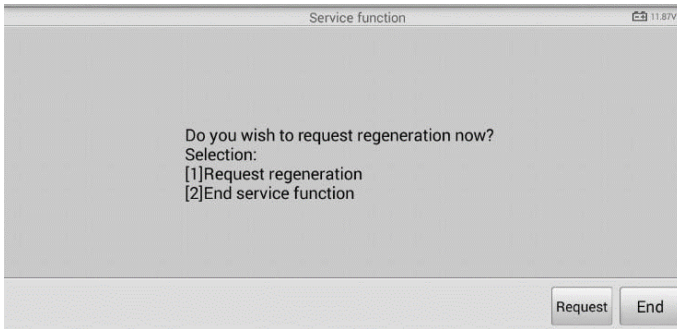 Service function
11.87V
Do you wish to request regeneration now?
Selection:
[1]Request regeneration
[2]End service function
Request
End